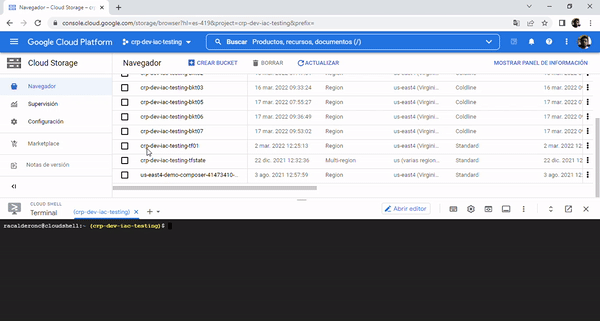 Navegador – Cloud Storage – crp-
console.cloud.google.com/storage/browser?hl=es-419&project=crp-dev-iac-testing&prefix=
Google Cloud Platform
crp-dev-iac-testing
Buscar Productos, recursos, documentos (/)
Cloud Storage
Navegador
CREAR BUCKET
BORRAR
ACTUALIZAR
MOSTRAR PANEL DE INFORMACIÓN
Navegador
Supervisión
Configuración
Marketplace
Notas de versión
crp-dev-iac-testing-bkt03 16 mar. 2022 09:33:24 Region us-east4 (Virgini... Coldline 16 mar. 2022 09
crp-dev-iac-testing-bkt05 17 mar. 2022 07:55:27 Region us-east4 (Virgini... Coldline 17 mar. 2022 07
crp-dev-iac-testing-bkt06 17 mar. 2022 09:36:49 Region us-east4 (Virgini... Coldline 17 mar. 2022 09
crp-dev-iac-testing-bkt07 17 mar. 2022 09:53:02 Region us-east4 (Virgini... Coldline 17 mar. 2022 09
crp-dev-iac-testing-tf01 2 mar. 2022 12:25:13 Region us-east4 (Virgini... Standard 2 mar. 2022 12:
crp-dev-iac-testing-tfstate 22 dic. 2021 12:32:36 Multi-region us (varias region... Standard 22 dic. 2021 12
us-east4-demo-composer-41473410-... 3 ago. 2021 12:57:59 Region us-east4 (Virgini... Standard 3 ago. 2021 12:
CLOUD SHELL
Terminal
(crp-dev-iac-testing)
Abrir editor
racalderonc@cloudshell:~ (crp-dev-iac-testing)$